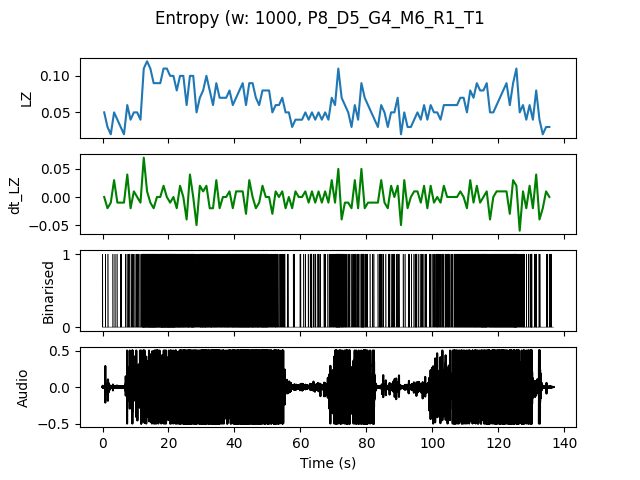 Entropy (w: 1000, P8_D5_G4_M6_R1_T1
0.10
0.05
LZ
0.05
0.00
−0.05
dt_LZ
1
0
Binarised
0.5
0.0
−0.5
Audio
0 20 40 60 80 100 120 140
Time (s)